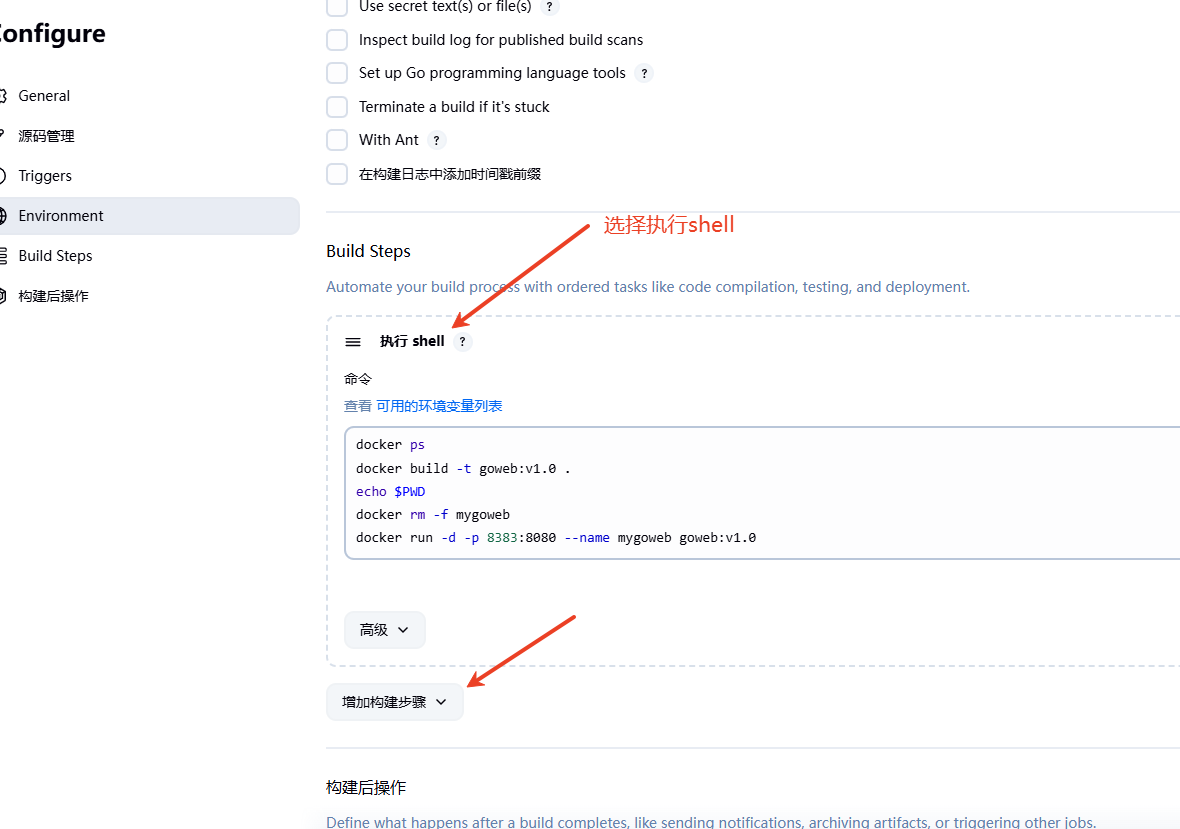 Configure
General
源码管理
Triggers
Environment
Build Steps
构建后操作
Use secret text(s) or file(s) ?
Inspect build log for published build scans
Set up Go programming language tools ?
Terminate a build if it's stuck
With Ant ?
在构建日志中添加时间戳前缀
选择执行shell
Build Steps
Automate your build process with ordered tasks like code compilation, testing, and deployment.
执行 shell ?
命令
查看 可用的环境变量列表
docker ps
docker build -t goweb:v1.0 .
echo $PWD
docker rm -f mygoweb
docker run -d -p 8383:8080 --name mygoweb goweb:v1.0
高级
增加构建步骤
构建后操作
Define what happens after a build completes, like sending notifications, archiving artifacts, or triggering other jobs.